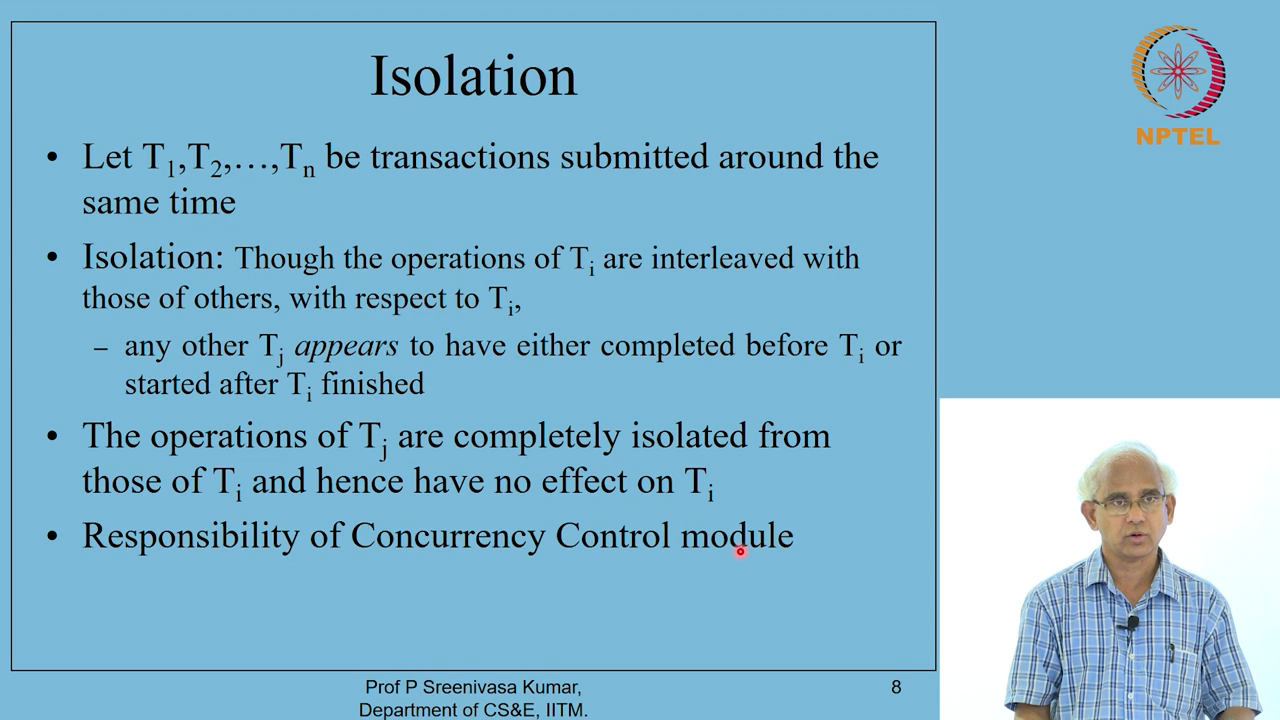 Isolation
• Let T1,T2,…,Tn be transactions submitted around the
same time
• Isolation: Though the operations of Ti are interleaved with
those of others, with respect to Ti,
– any other Tj appears to have either completed before Ti or
started after Ti finished
• The operations of Tj are completely isolated from
those of Ti and hence have no effect on Ti
• Responsibility of Concurrency Control module
Prof P Sreenivasa Kumar,
Department of CS&E, IITM.
8
NPTEL